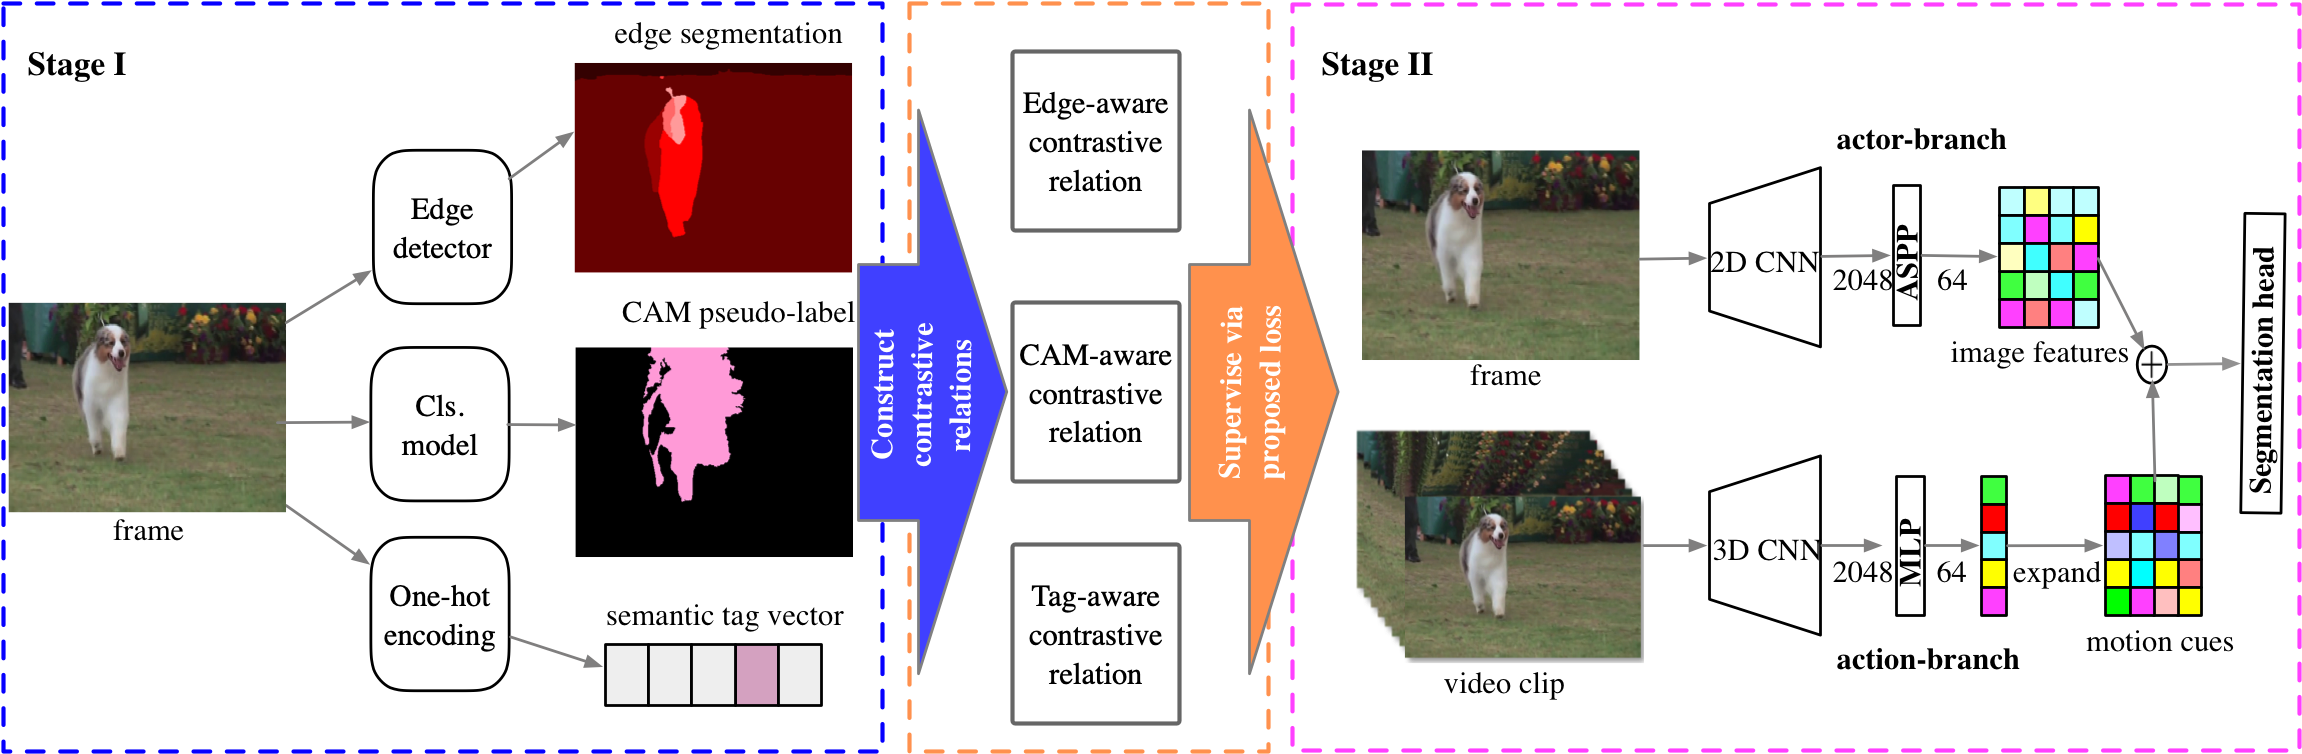 Stage I
edge segmentation
Edge
detector
CAM pseudo-label
frame
Cls.
model
One-hot
encoding
semantic tag vector
Construct
contrastive
relations
Edge-aware
contrastive
relation
CAM-aware
contrastive
relation
Tag-aware
contrastive
relation
Supervise via
proposed loss
Stage II
actor-branch
frame
2D CNN
2048
ASPP
64
image features
Segmentation head
video clip
3D CNN
2048
MLP
64
expand
motion cues
action-branch